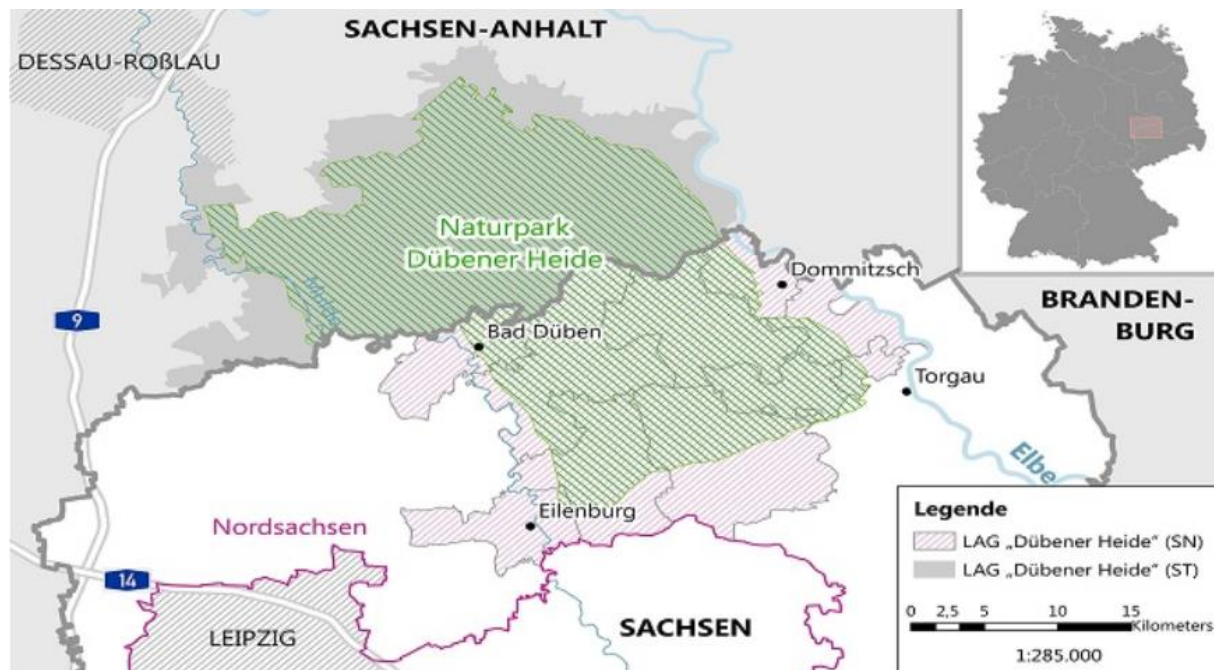 SACHSEN-ANHALT
DESSAU-ROẞLAU
Naturpark
Dübener Heide
Mulde
Dommitzsch
BRANDEN-
BURG
9
Bad Düben
Torgau
Elbe
Nordsachsen
Eilenburg
14
LEIPZIG
SACHSEN
Legende
LAG „Dübener Heide“ (SN)
LAG „Dübener Heide“ (ST)
0 2,5 5 10 15
Kilometers
1:285.000